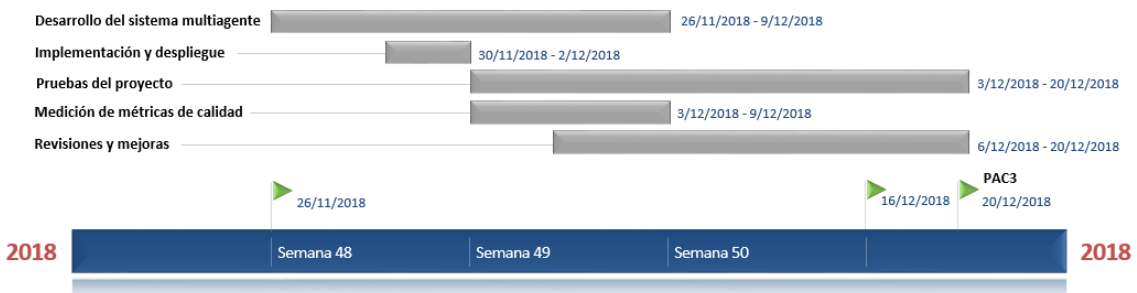 Desarrollo del sistema multiagente 26/11/2018 - 9/12/2018
Implementación y despliegue 30/11/2018 - 2/12/2018
Pruebas del proyecto 3/12/2018 - 20/12/2018
Medición de métricas de calidad 3/12/2018 - 9/12/2018
Revisiones y mejoras 6/12/2018 - 20/12/2018
PAC3
26/11/2018 16/12/2018 20/12/2018
2018 Semana 48 Semana 49 Semana 50 2018